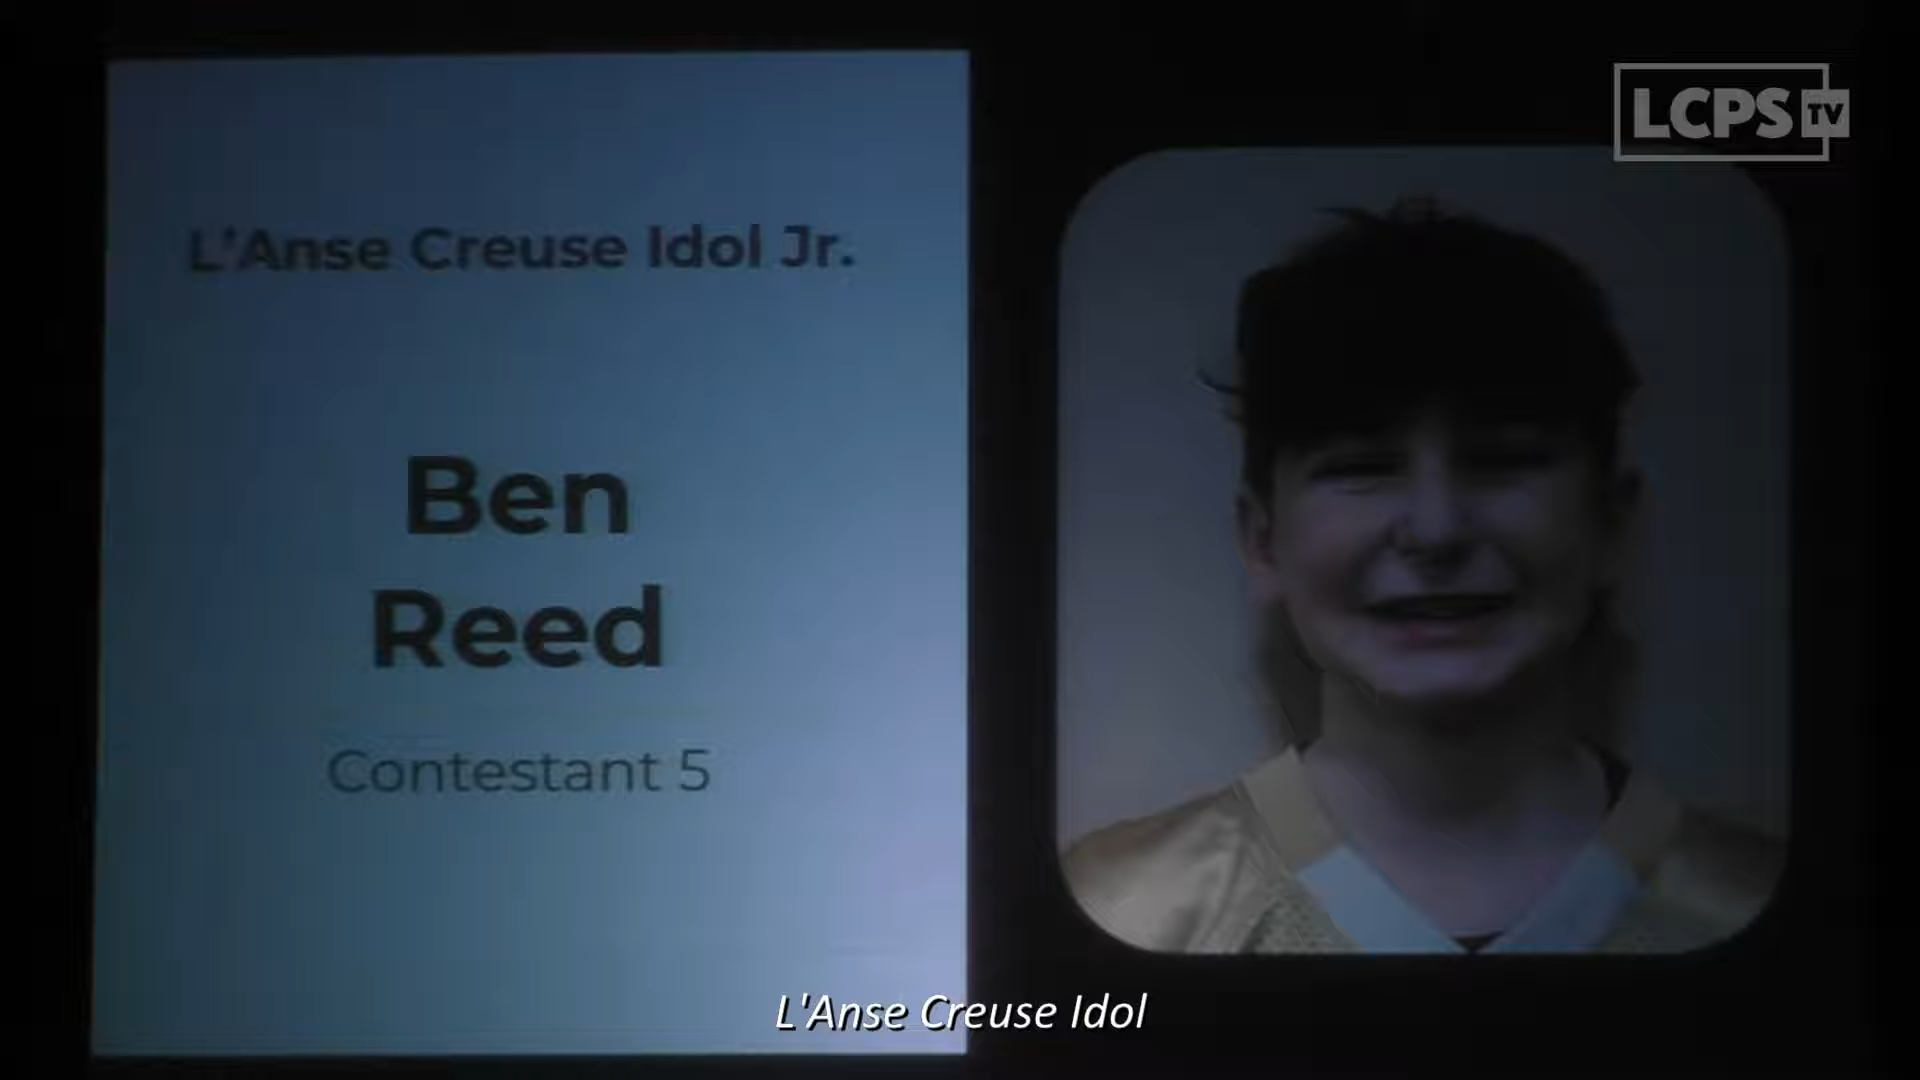 LCPS TV
L'Anse Creuse Idol Jr.
Ben
Reed
Contestant 5
L'Anse Creuse Idol